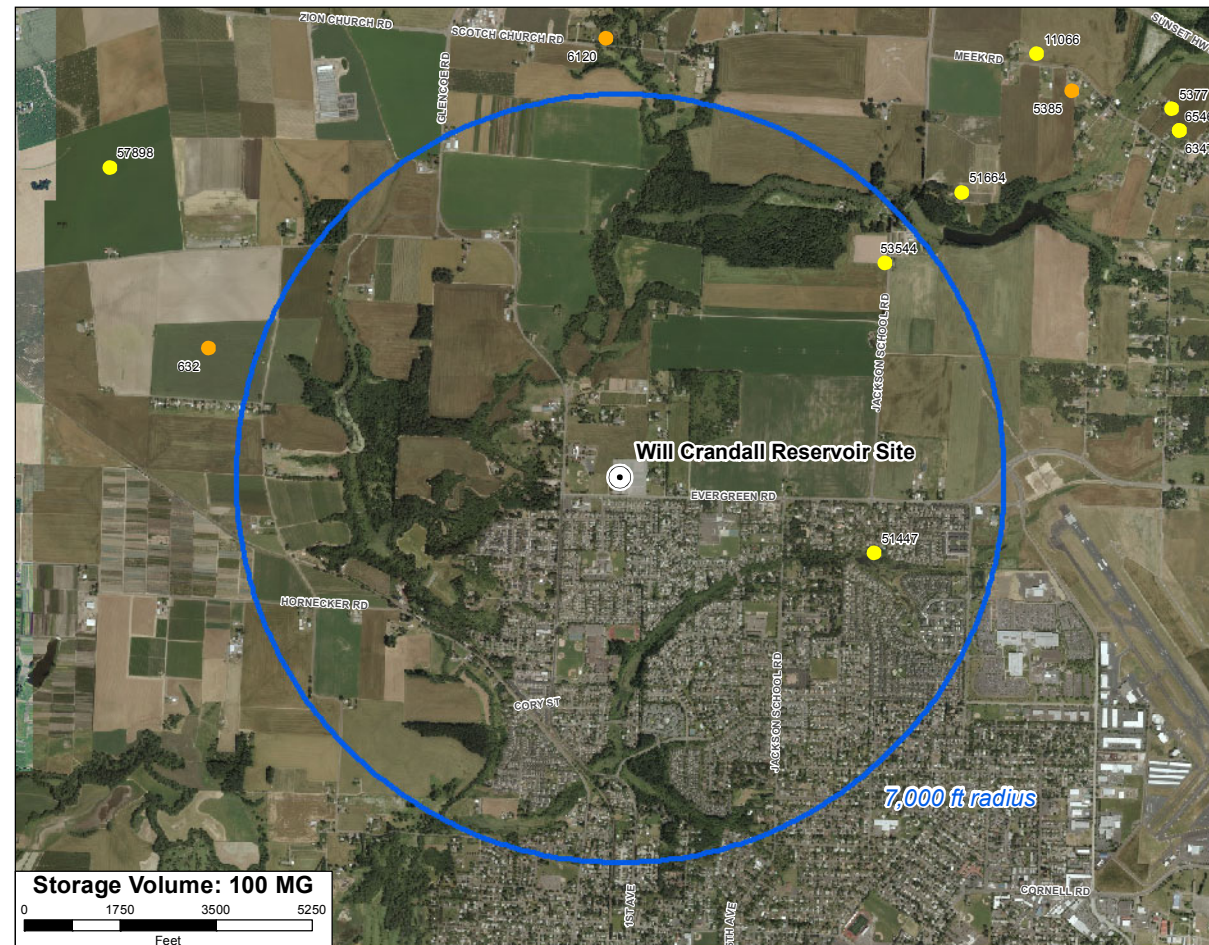 ZION CHURCH RD
SCOTCH CHURCH RD
SUNSET HW
6120
11066
MEEK RD
GLENCOE RD
5385
5377
6546
6347
57898
51664
53544
JACKSON SCHOOL RD
632
Will Crandall Reservoir Site
EVERGREEN RD
51447
HORNECKER RD
JACKSON SCHOOL RD
CORY ST
7,000 ft radius
Storage Volume: 100 MG
0 1750 3500 5250
Feet
1ST AVE
CORNELL RD